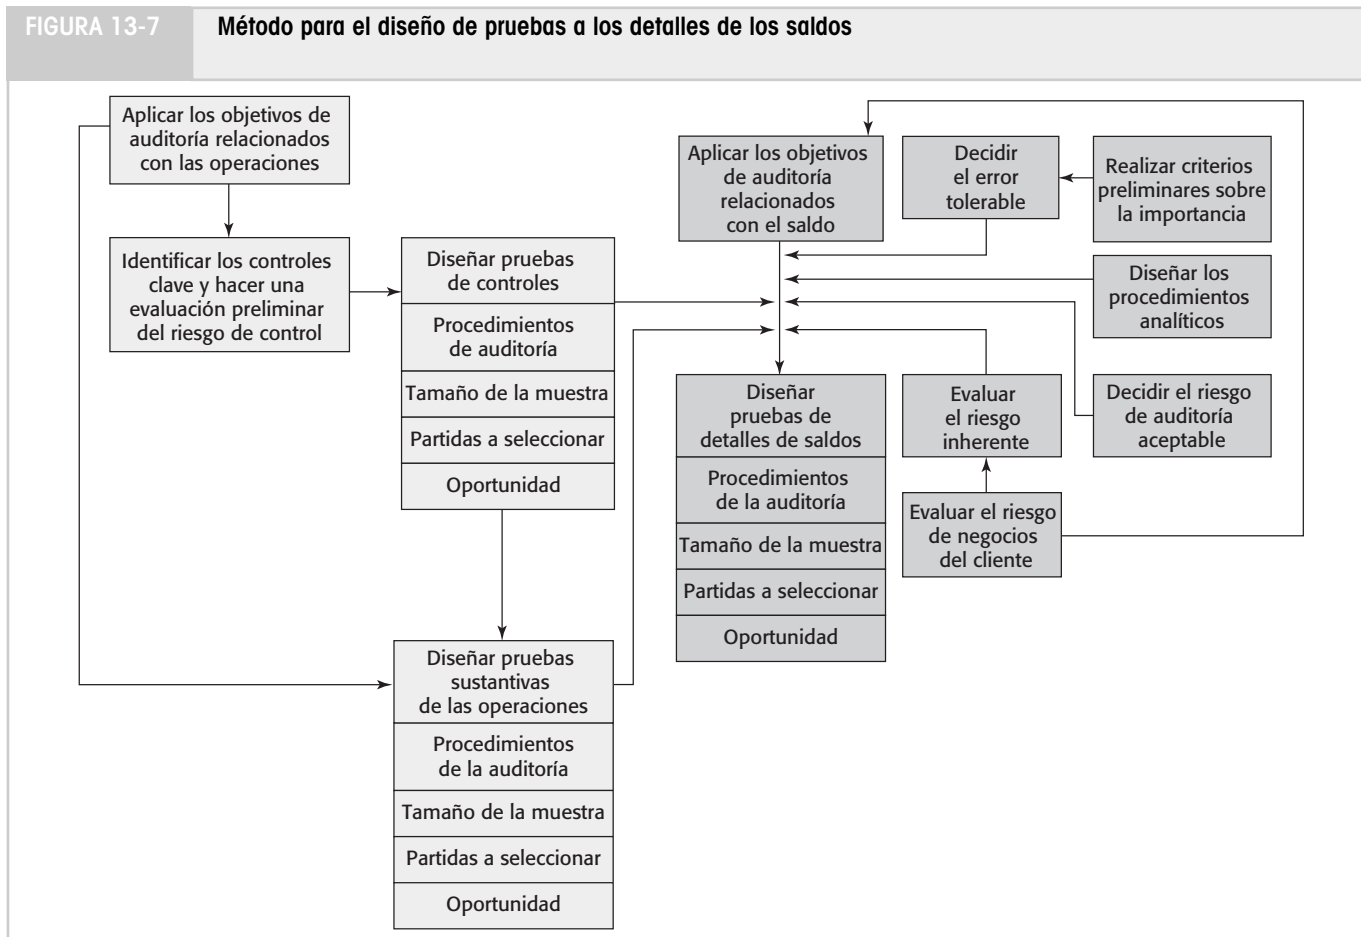 FIGURA 13-7
Método para el diseño de pruebas a los detalles de los saldos
Aplicar los objetivos de
auditoría relacionados
con las operaciones
Identificar los controles
clave y hacer una
evaluación preliminar
del riesgo de control
Diseñar pruebas
de controles
Procedimientos
de auditoría
Tamaño de la muestra
Partidas a seleccionar
Oportunidad
Diseñar pruebas
sustantivas
de las operaciones
Procedimientos
de la auditoría
Tamaño de la muestra
Partidas a seleccionar
Oportunidad
Aplicar los objetivos
de auditoría
relacionados
con el saldo
Decidir
el error
tolerable
Realizar criterios
preliminares sobre
la importancia
Diseñar los
procedimientos
analíticos
Diseñar
pruebas de
detalles de saldos
Procedimientos
de la auditoría
Tamaño de la muestra
Partidas a seleccionar
Oportunidad
Evaluar
el riesgo
inherente
Decidir el riesgo
de auditoría
aceptable
Evaluar el riesgo
de negocios
del cliente